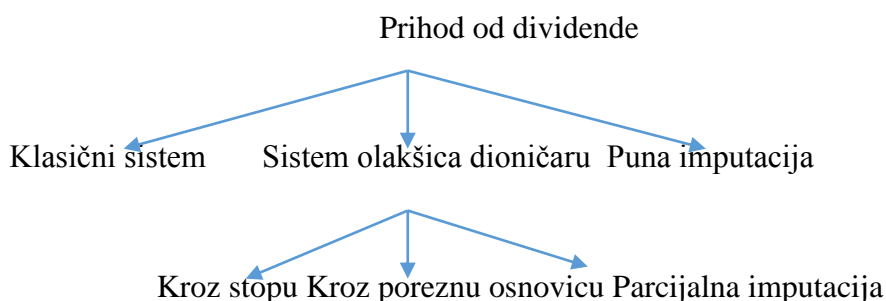 Prihod od dividende
Klasični sistem Sistem olakšica dioničaru Puna imputacija
Kroz stopu Kroz poreznu osnovicu Parcijalna imputacija